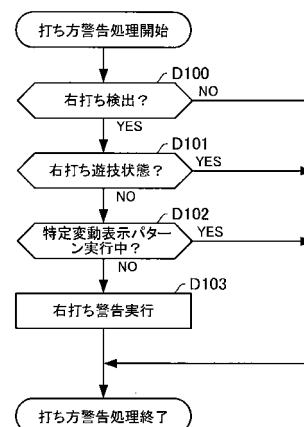 打ち方警告処理開始
D100
右打ち検出？
NO
YES
D101
右打ち遊技状態？
YES
NO
D102
特定変動表示パター
ン実行中？
YES
NO
D103
右打ち警告実行
打ち方警告処理終了